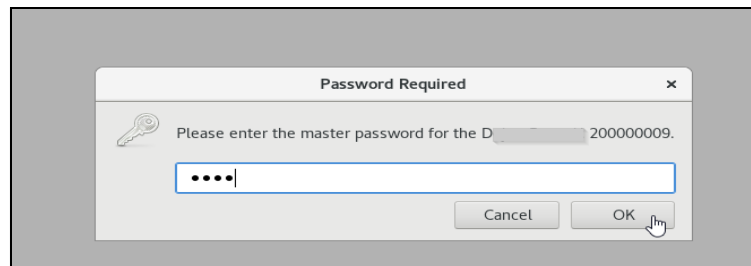 Password Required
Please enter the master password for the D 200000009.
••••
Cancel OK